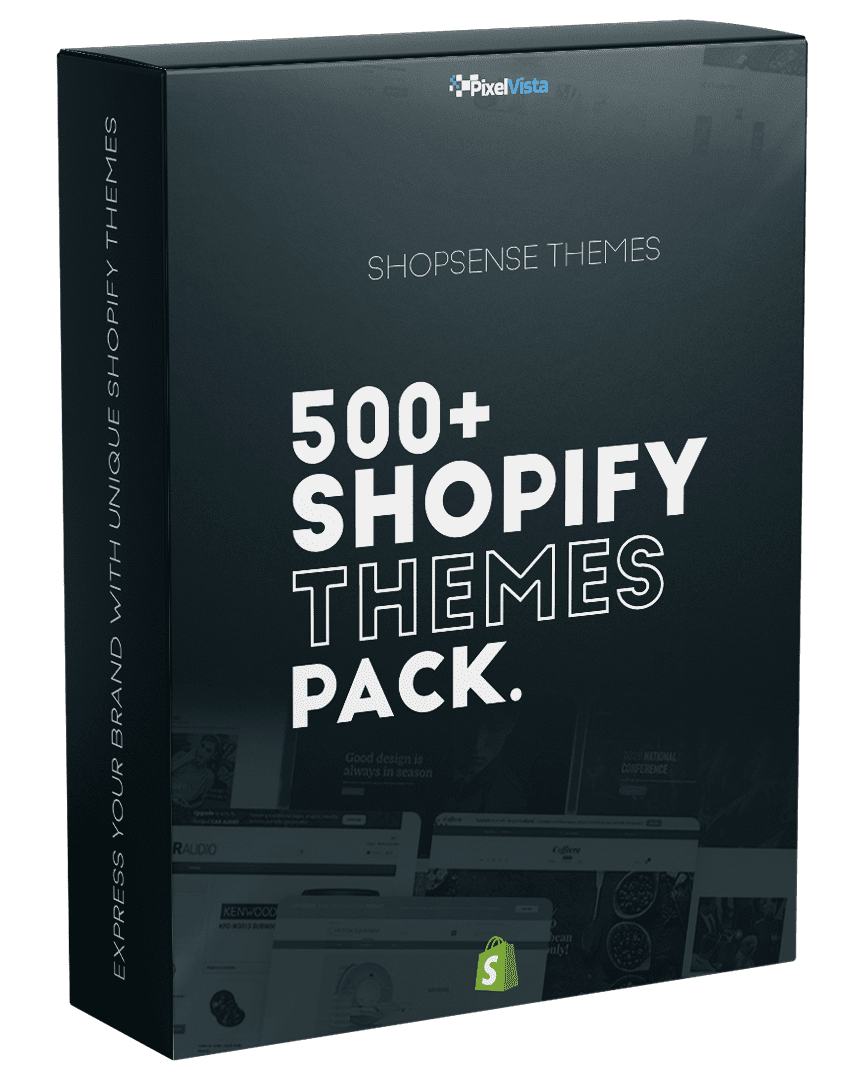 PixelVista
SHOPSENSE THEMES
500+
SHOPIFY
THEMES
PACK.
EXPRESS YOUR BRAND WITH UNIQUE SHOPIFY THEMES
Good design is
always in season
NATIONAL
CONFERENCE
RAUDIO
KENWOOD
only!
S